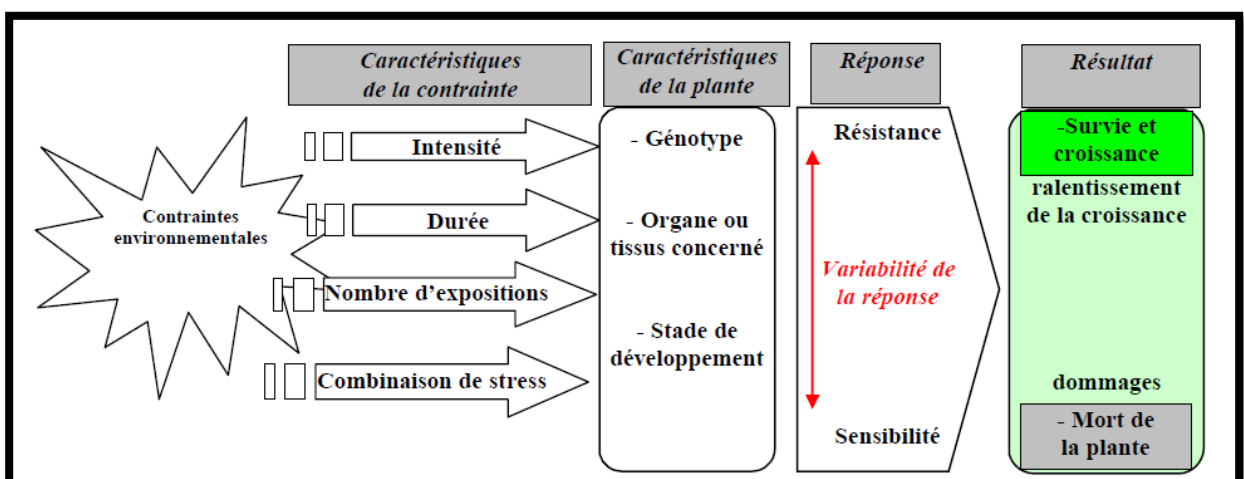 Caractéristiques
de la contrainte
Caractéristiques
de la plante
Réponse
Résultat
Contraintes
environnementales
Intensité
Durée
Nombre d’expositions
Combinaison de stress
- Génotype
- Organe ou
tissus concerné
- Stade de
développement
Résistance
Variabilité de
la réponse
Sensibilité
-Survie et
croissance
ralentissement
de la croissance
dommages
- Mort de
la plante